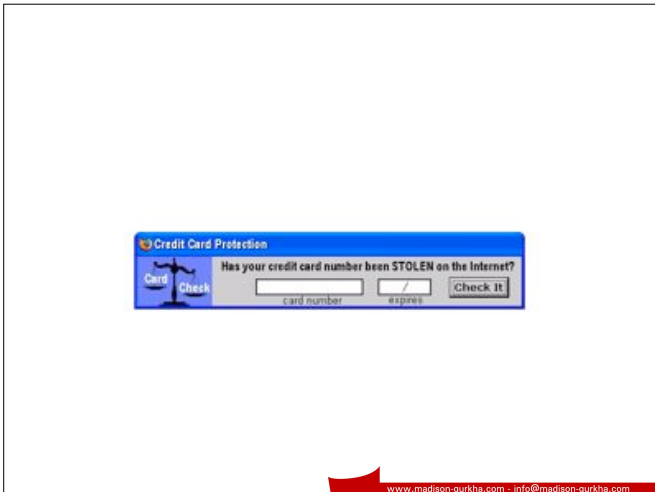 Credit Card Protection
Has your credit card number been STOLEN on the Internet?
Card Check
/
Check It
card number
expires
www.madison-gurkha.com - info@madison-gurkha.com